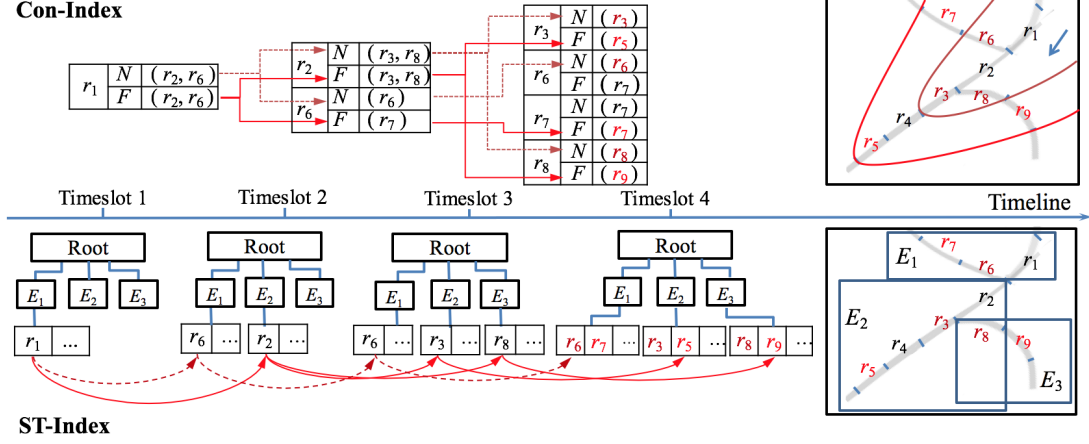 Con-Index
r1 N (r2, r6)
F (r2, r6)
r2 N (r3, r8)
F (r3, r8)
r6 N (r6)
F (r7)
r3 N (r3)
F (r5)
r6 N (r6)
F (r7)
r7 N (r7)
F (r7)
r8 N (r8)
F (r9)
r7 r6 r1
r2
r3 r8
r4 r9
r5
Timeslot 1 Timeslot 2 Timeslot 3 Timeslot 4 Timeline
Root Root Root Root
E1 E2 E3 E1 E2 E3 E1 E2 E3 E1 E2 E3
r1 ... r6 ... r2 ... r6 ... r3 ... r8 ... r6 r7 ... r3 r5 ... r8 r9 ...
E1 r7 r6 r1
r2
E2 r3 r8
r4 r9
r5 E3
ST-Index